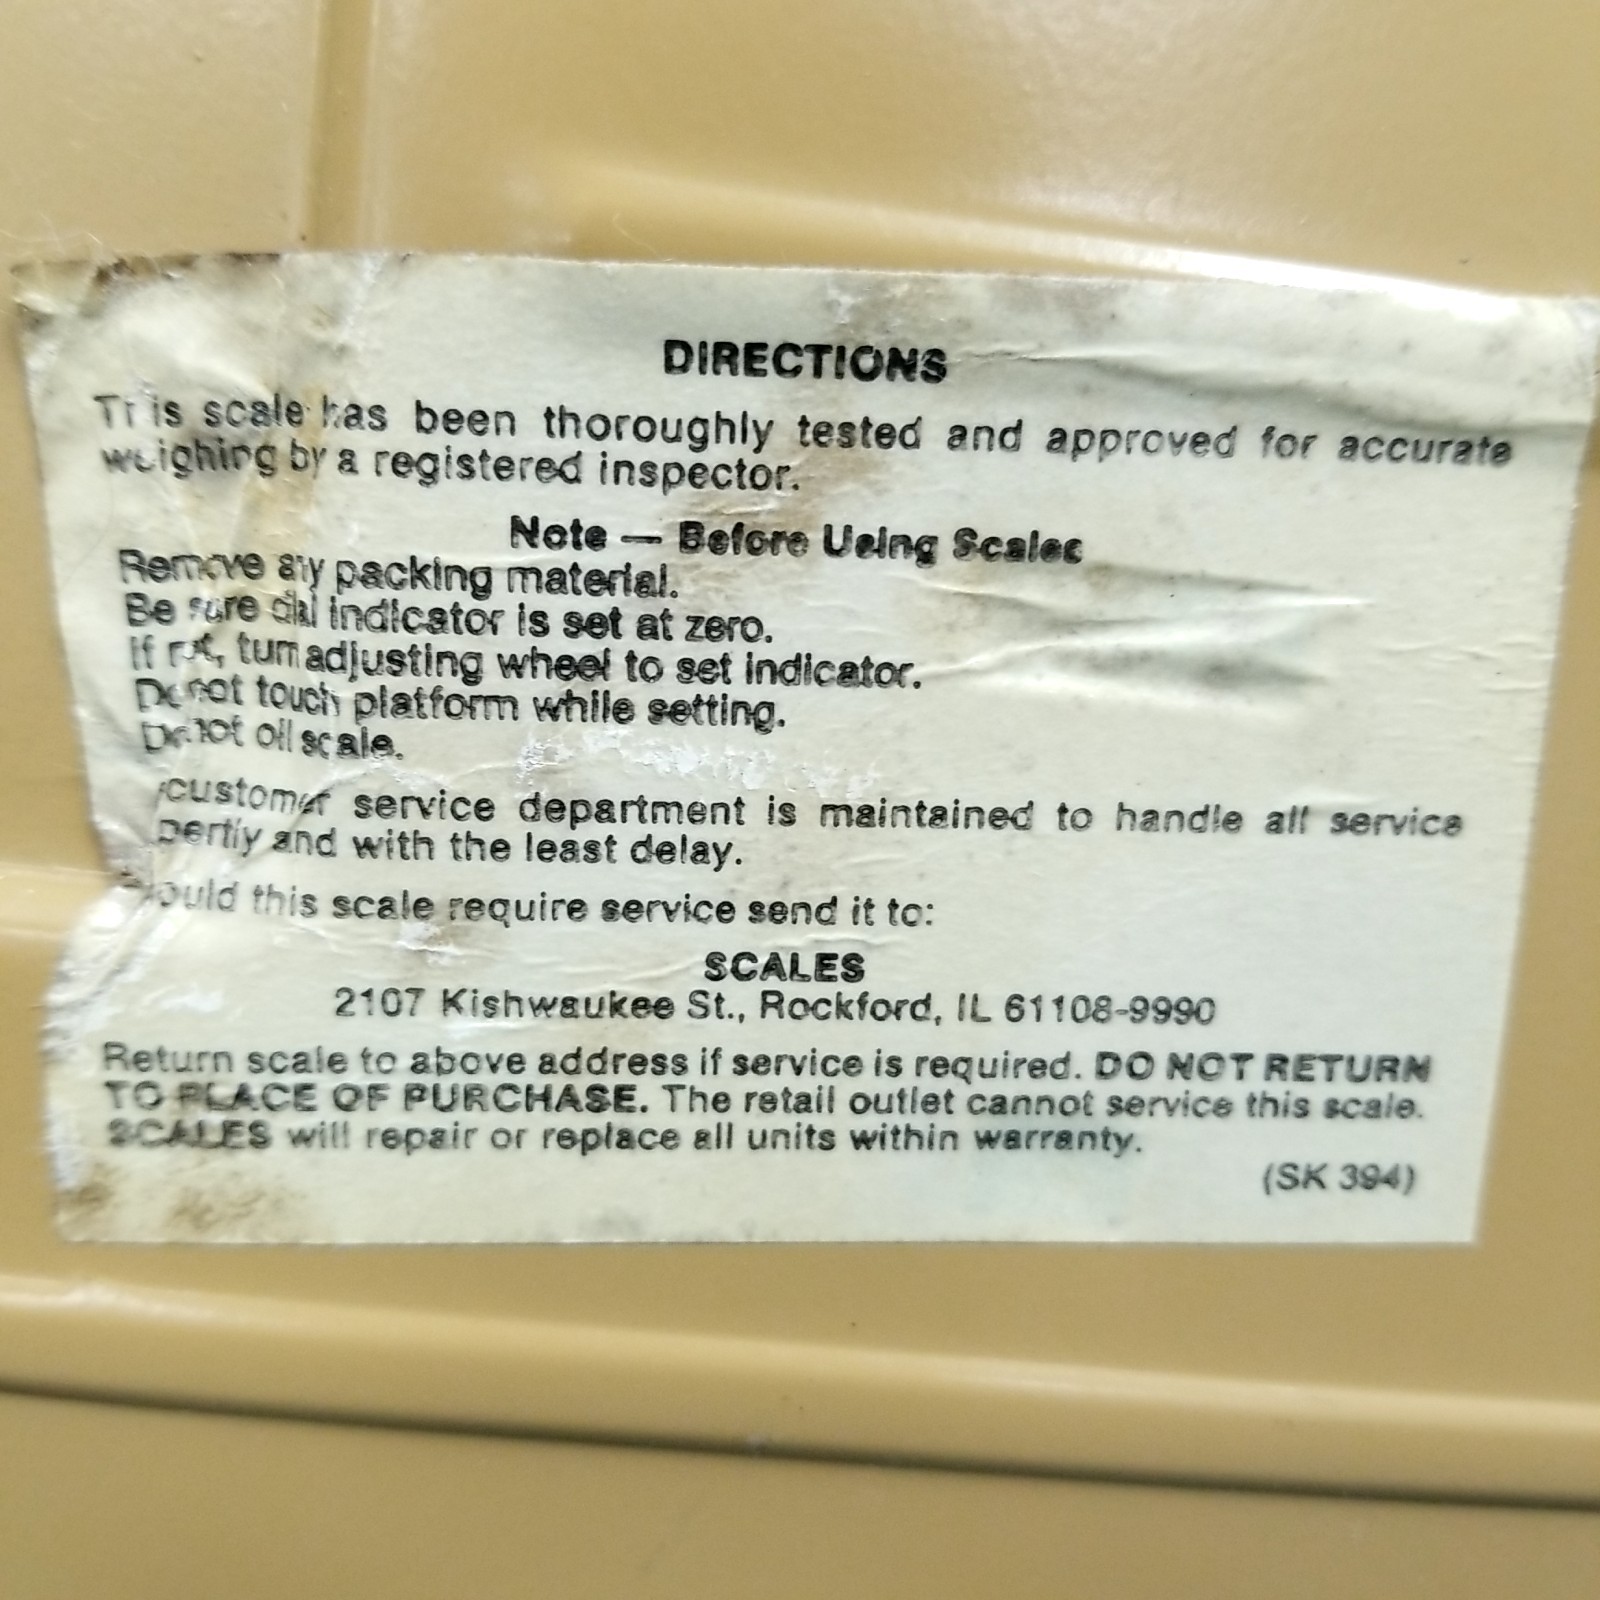 DIRECTIONS
This scale has been thoroughly tested and approved for accurate
weighing by a registered inspector.
Note — Before Using Scales
Remove any packing material.
Be sure dial indicator is set at zero.
If not, turn adjusting wheel to set indicator.
Do not touch platform while setting.
Do not oil scale.
customer service department is maintained to handle all service
and with the least delay.
this scale require service send it to:
SCALES
2107 Kishwaukee St., Rockford, IL 61108-9990
Return scale to above address if service is required. DO NOT RETURN
TO PLACE OF PURCHASE. The retail outlet cannot service this scale.
SCALES will repair or replace all units within warranty.
(SK 394)